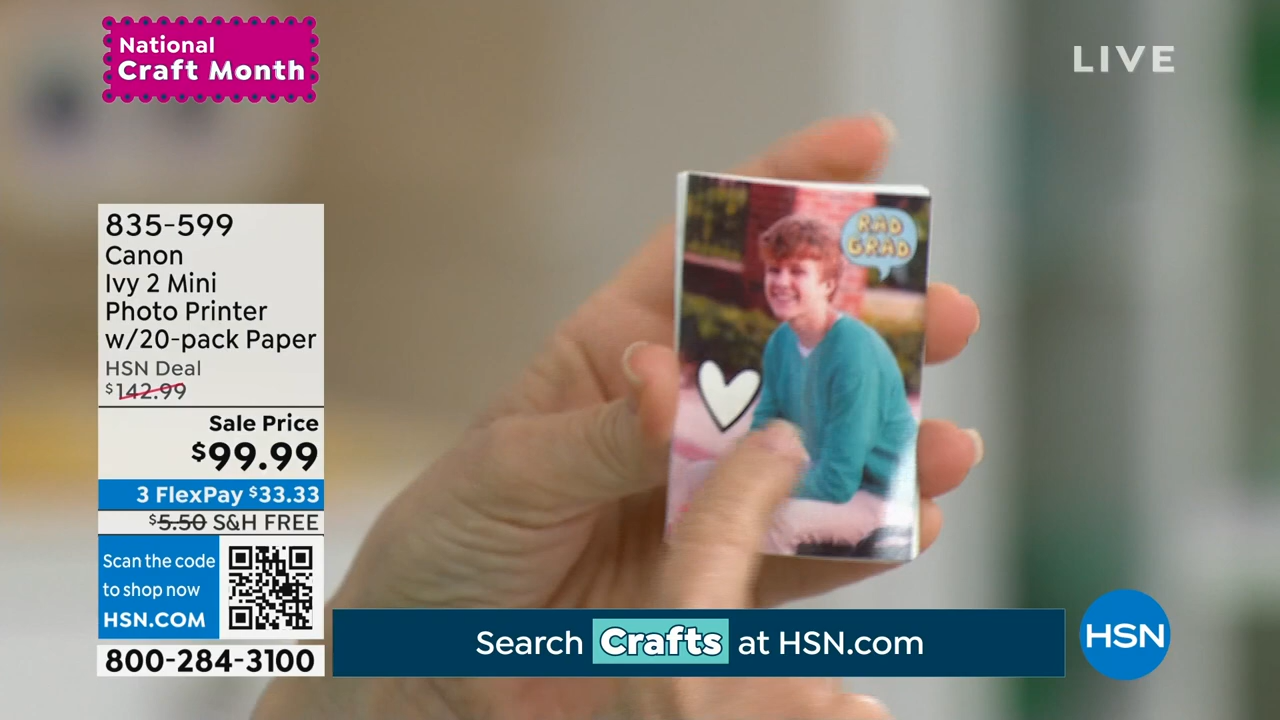 National
Craft Month
LIVE
835-599
Canon
Ivy 2 Mini
Photo Printer
w/20-pack Paper
HSN Deal
$142.99
Sale Price
$99.99
3 FlexPay $33.33
$5.50 S&H FREE
Scan the code
to shop now
HSN.COM
800-284-3100
RAD
GRAD
Search Crafts at HSN.com
HSN